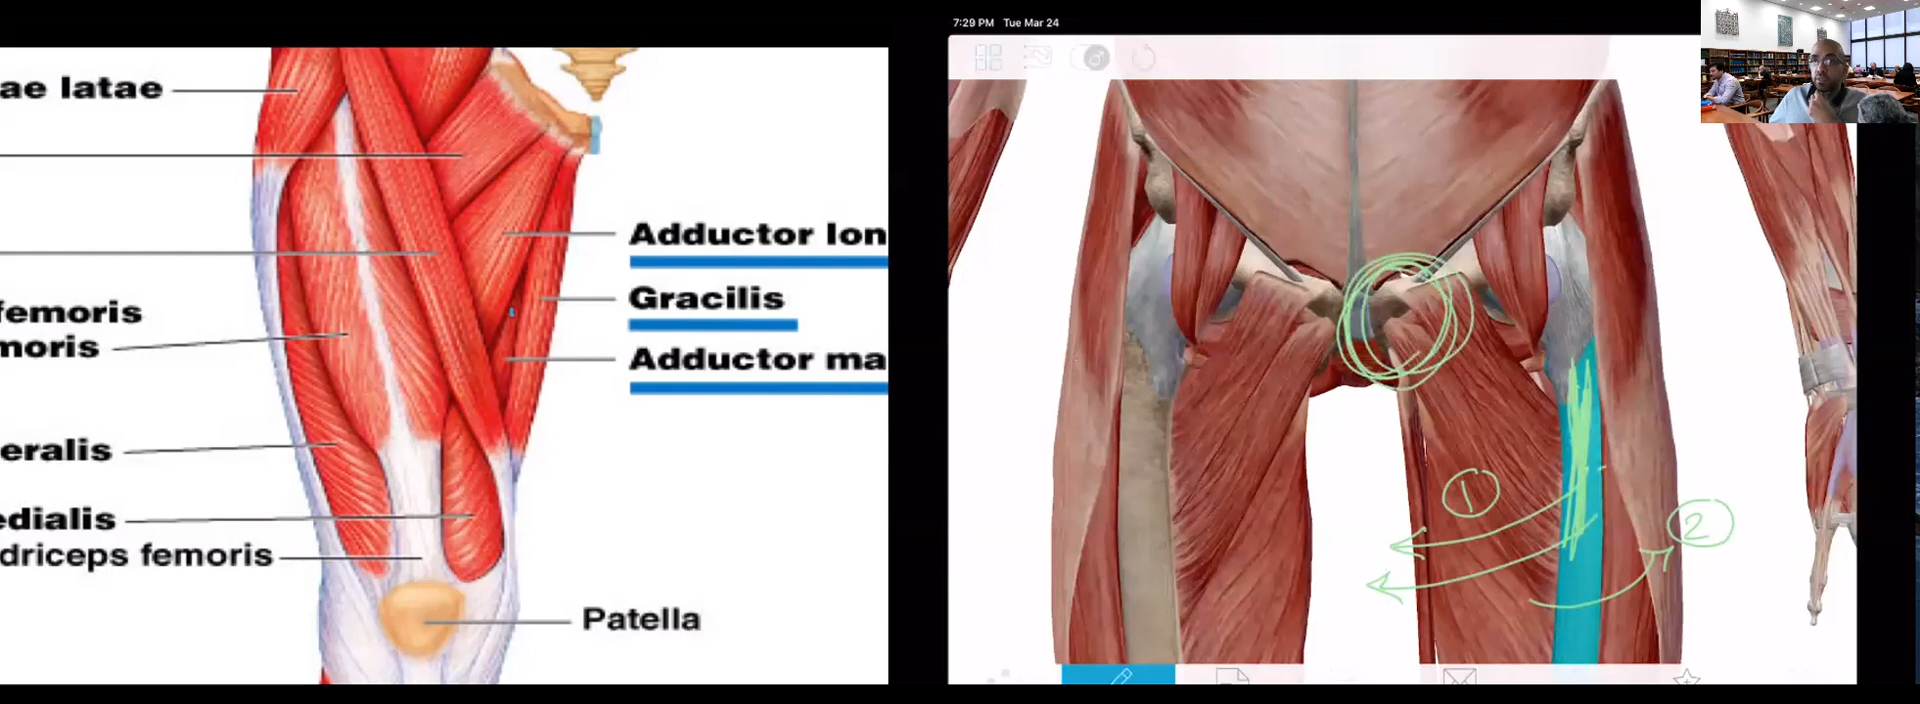 7:29 PM Tue Mar 24
ae latae
Adductor lon
Gracilis
femoris
moris
Adductor ma
eralis
edialis
driceps femoris
Patella
1
2